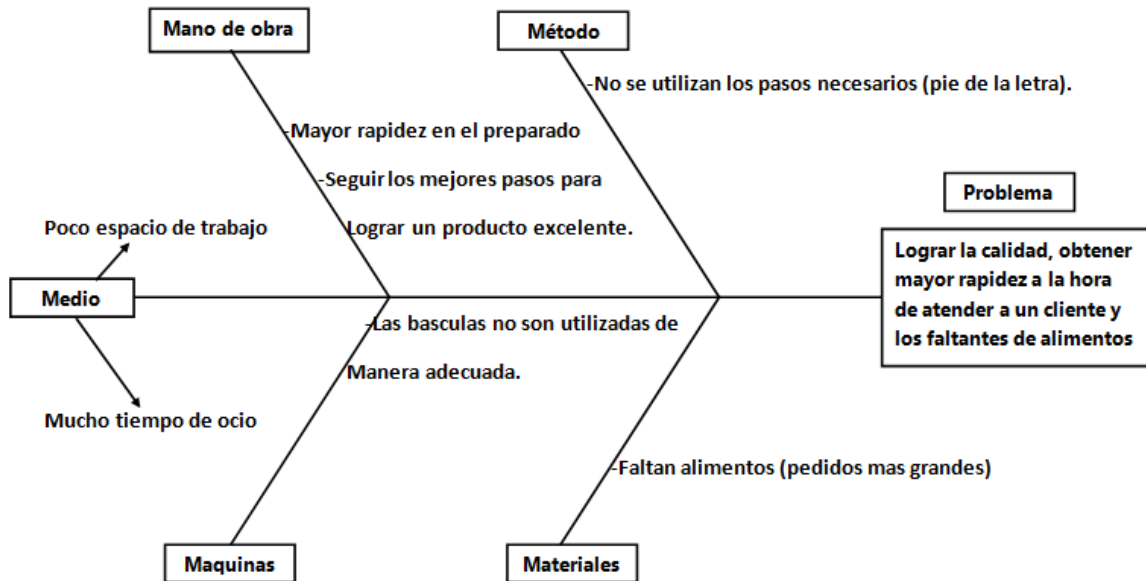 Mano de obra
Método
-No se utilizan los pasos necesarios (pie de la letra).
-Mayor rapidez en el preparado
-Seguir los mejores pasos para
Lograr un producto excelente.
Problema
Lograr la calidad, obtener
mayor rapidez a la hora
de atender a un cliente y
los faltantes de alimentos
Poco espacio de trabajo
Medio
Mucho tiempo de ocio
-Las basculas no son utilizadas de
Manera adecuada.
-Faltan alimentos (pedidos mas grandes)
Maquinas
Materiales